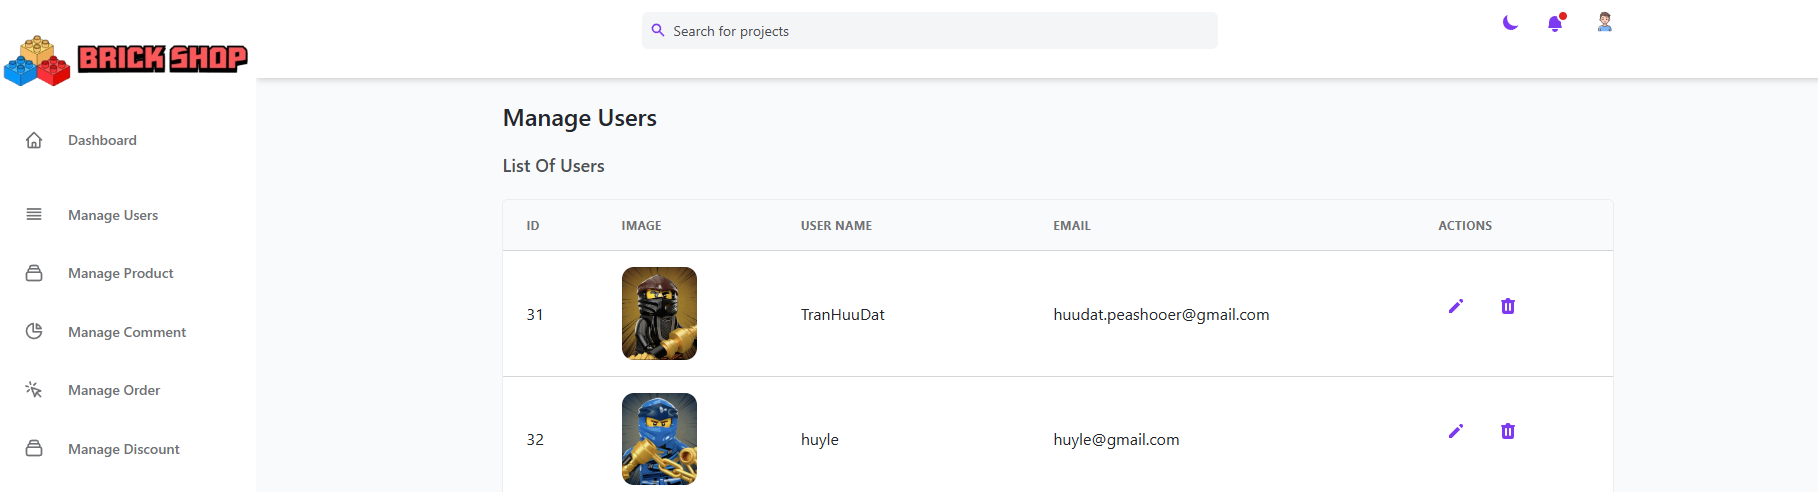 BRICK SHOP
Search for projects
Dashboard
Manage Users
Manage Product
Manage Comment
Manage Order
Manage Discount
Manage Users
List Of Users
ID IMAGE USER NAME EMAIL ACTIONS
31 TranHuuDat huudat.peashooer@gmail.com
32 huyle huyle@gmail.com